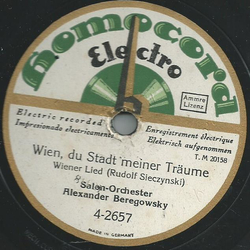 Homocord
Electro
Ammre
Lizenz
Electric recorded
Impresionado electricamente
Enregistrement électrique
Elektrisch aufgenommen
T. M 20158
Wien, du Stadt meiner Träume
Wiener Lied (Rudolf Sieczynski)
Salon-Orchester
Alexander Beregowsky
4-2657
MADE IN GERMANY